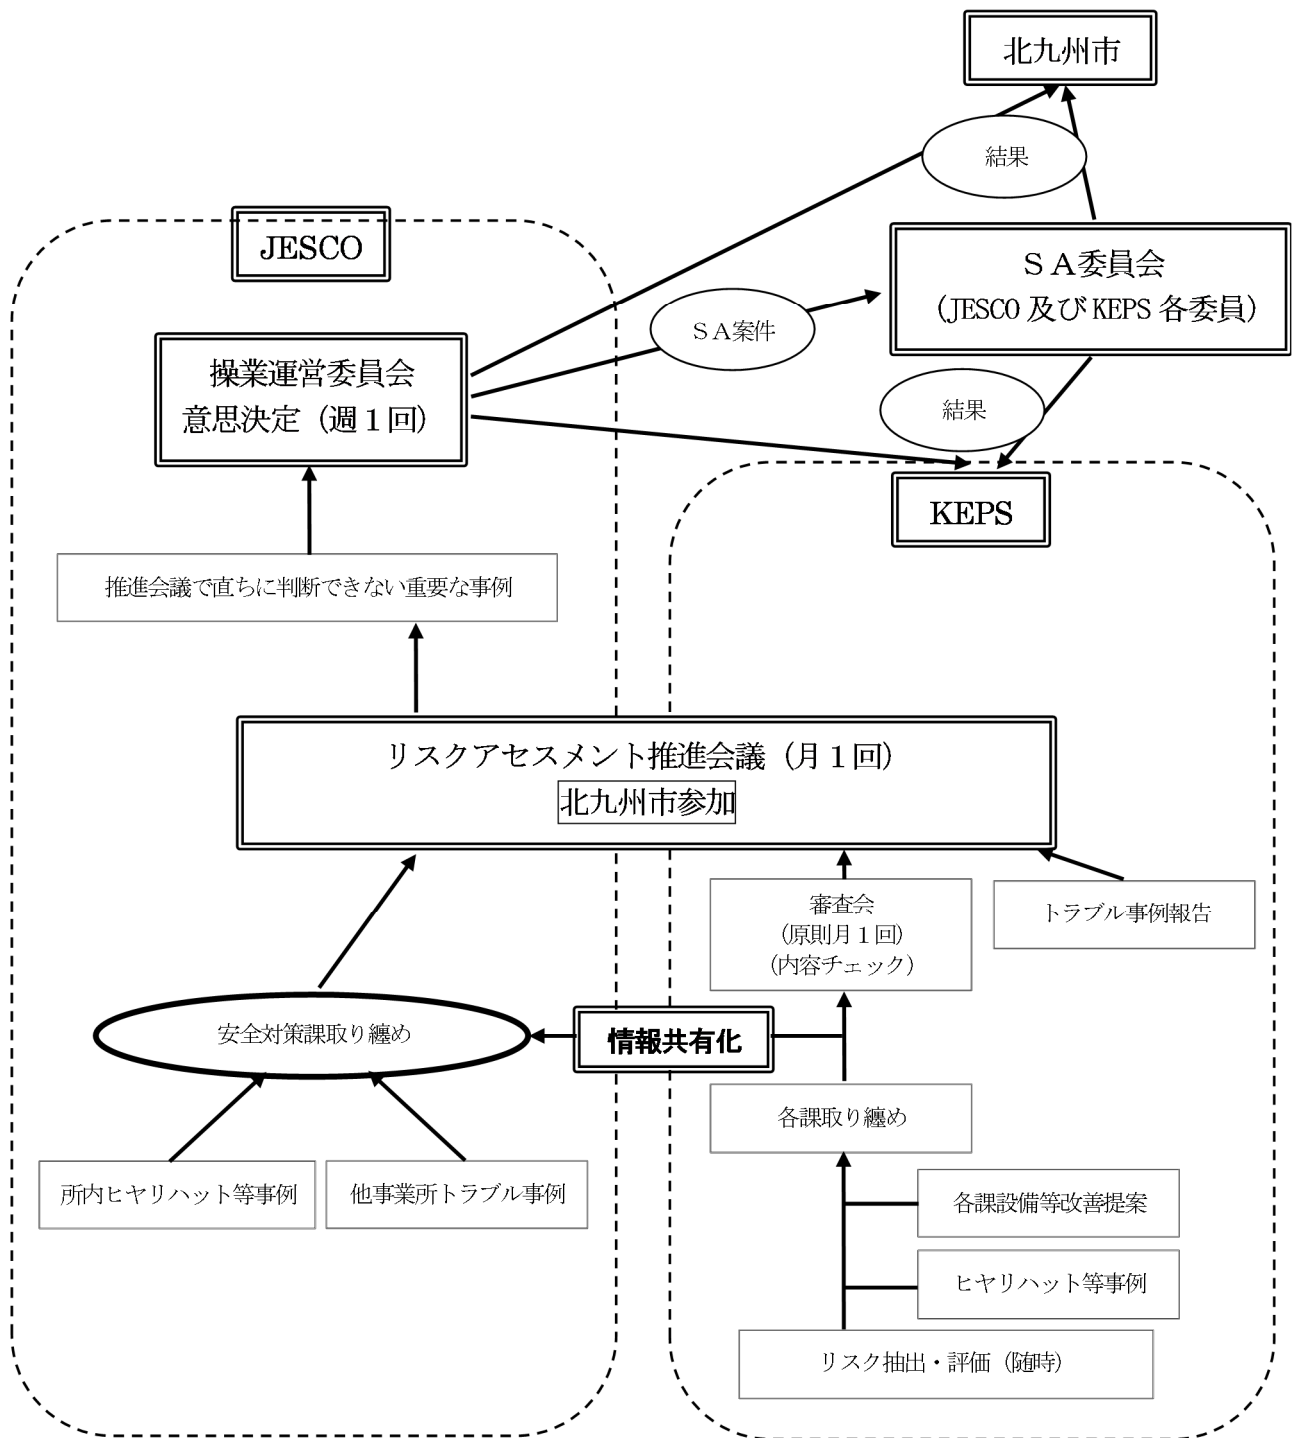 北九州市
結果
JESCO
ＳＡ委員会
（JESCO 及び KEPS 各委員）
ＳＡ案件
操業運営委員会
意思決定（週１回）
結果
KEPS
推進会議で直ちに判断できない重要な事例
リスクアセスメント推進会議（月１回）
北九州市参加
審査会
（原則月１回）
（内容チェック）
トラブル事例報告
安全対策課取り纏め
情報共有化
各課取り纏め
所内ヒヤリハット等事例
他事業所トラブル事例
各課設備等改善提案
ヒヤリハット等事例
リスク抽出・評価（随時）